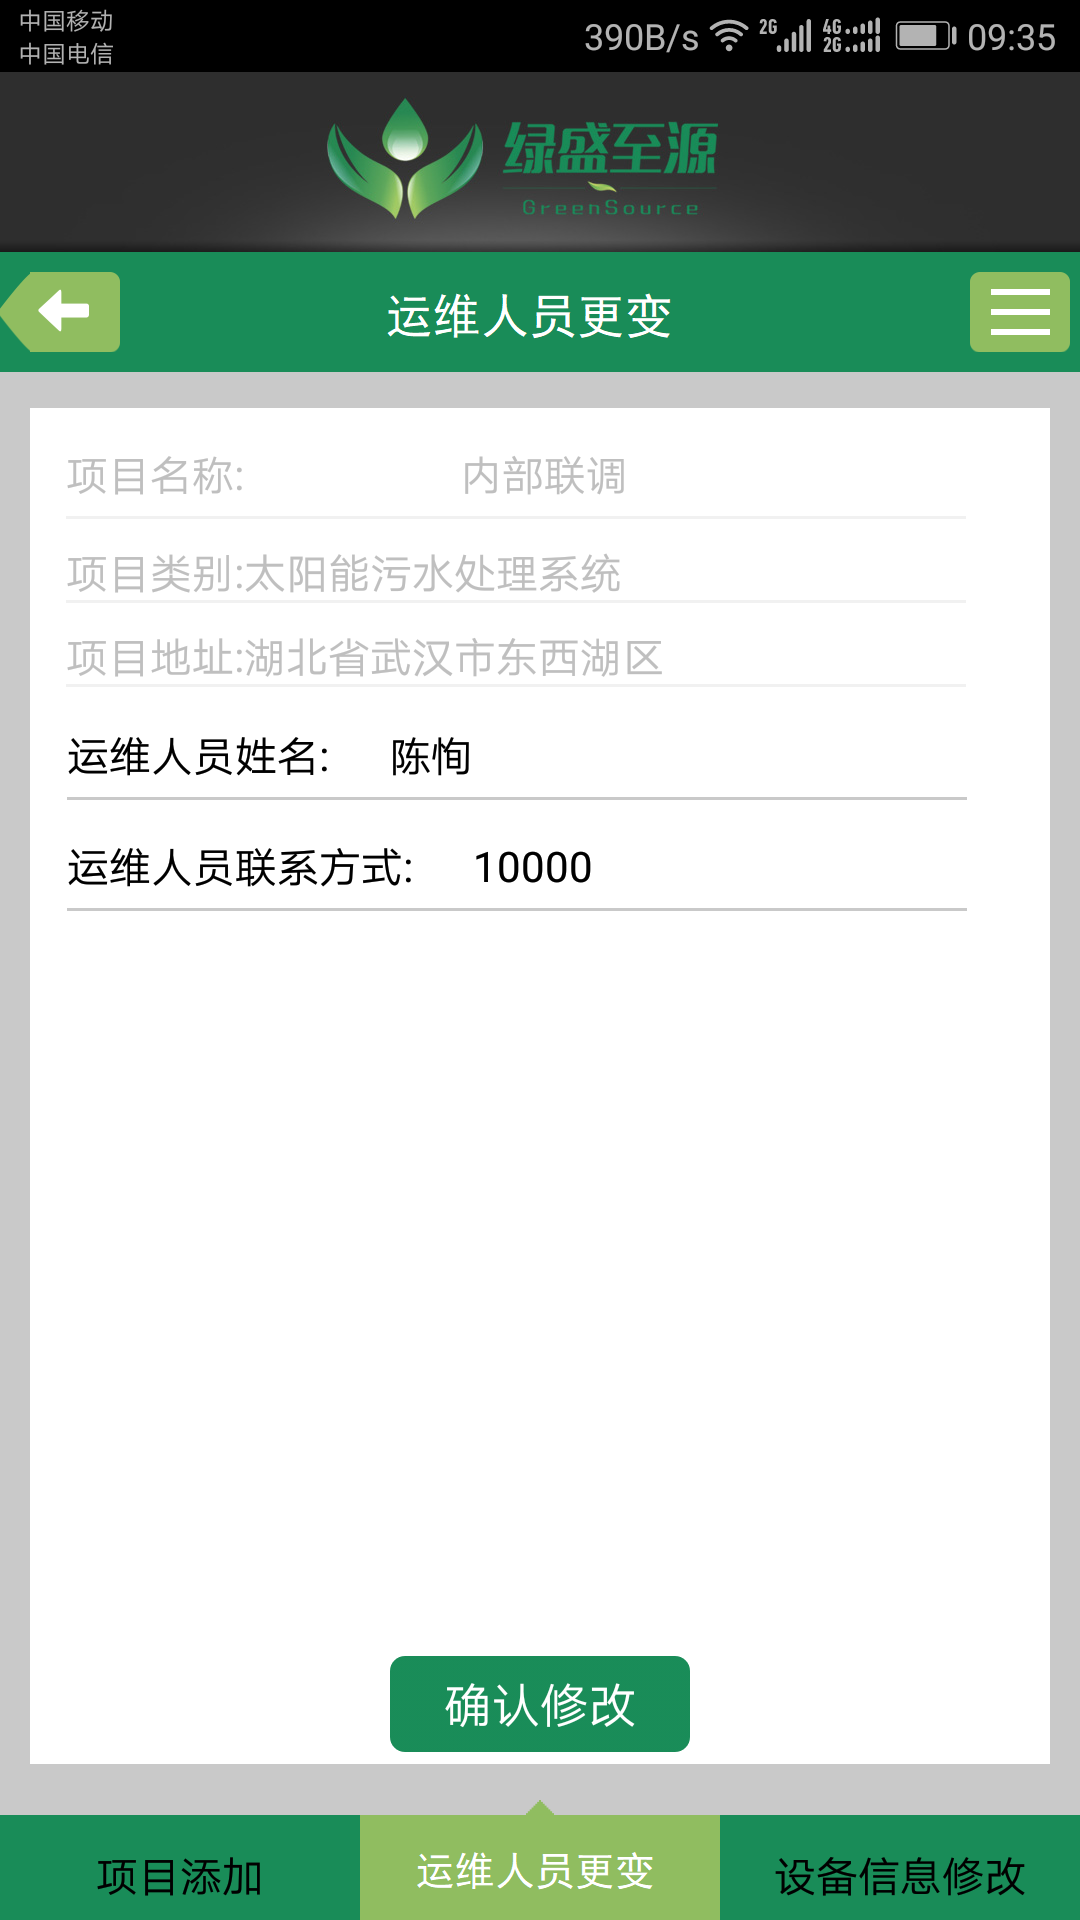 中国移动
中国电信
390B/s 2G 4G 2G 09:35
绿盛至源
GreenSource
运维人员更变
项目名称: 内部联调
项目类别:太阳能污水处理系统
项目地址:湖北省武汉市东西湖区
运维人员姓名: 陈恂
运维人员联系方式: 10000
确认修改
项目添加 运维人员更变 设备信息修改